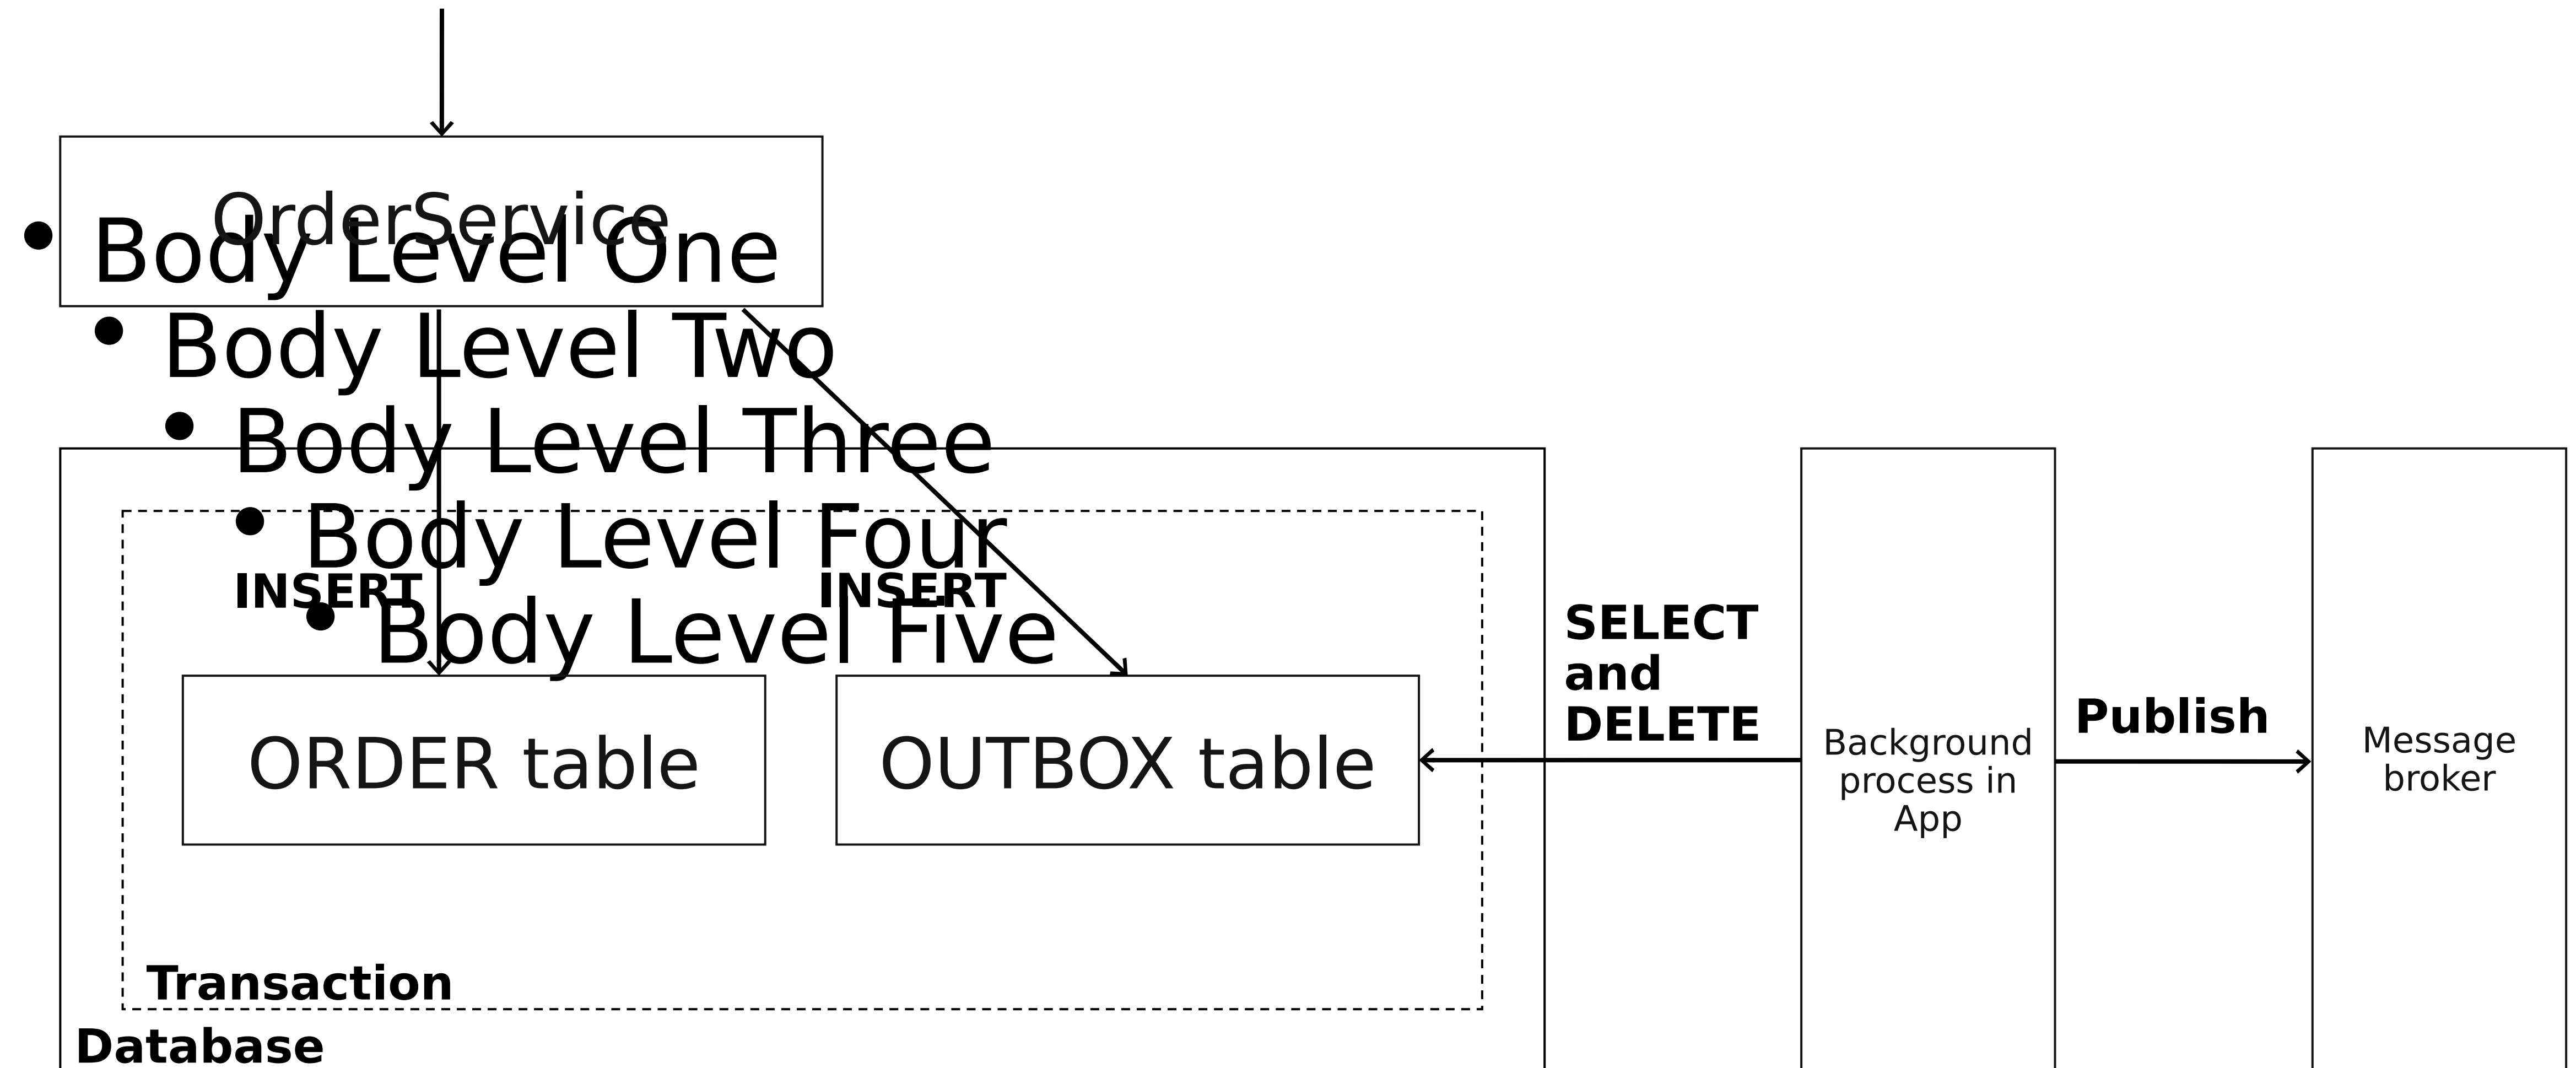 OrderService
• Body Level One
• Body Level Two
• Body Level Three
• Body Level Four
INSERT
INSERT
• Body Level Five
SELECT
and
DELETE
ORDER table
OUTBOX table
Background
process in
App
Publish
Message
broker
Transaction
Database